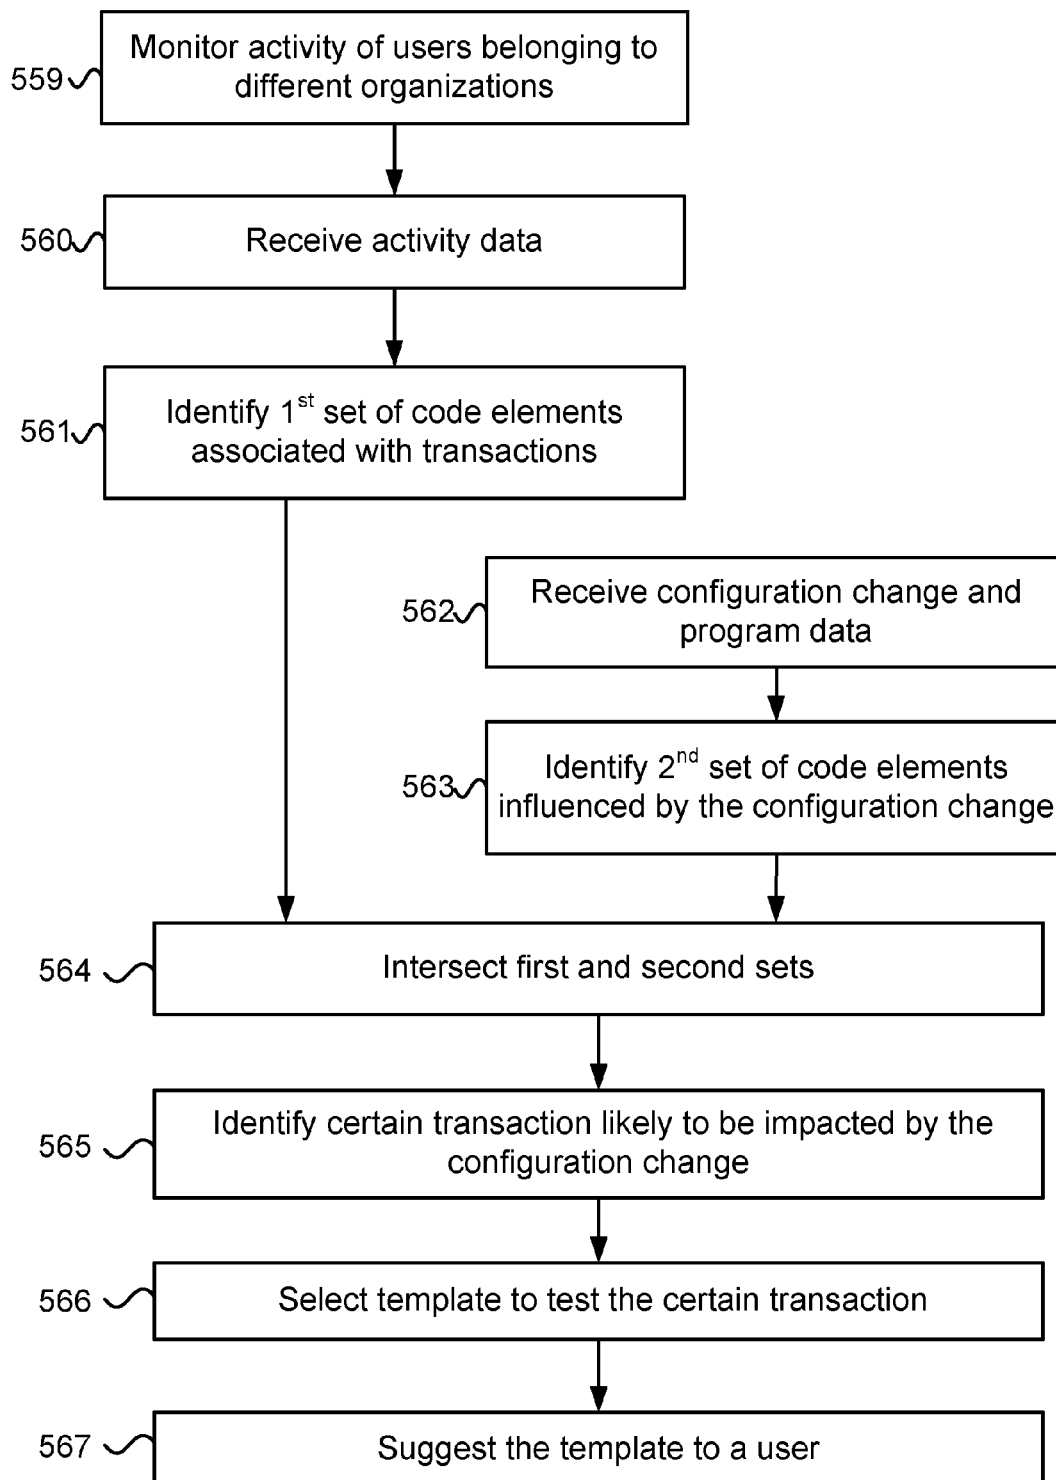 Monitor activity of users belonging to
different organizations
559
Receive activity data
560
Identify 1st set of code elements
associated with transactions
561
Receive configuration change and
program data
562
Identify 2nd set of code elements
influenced by the configuration change
563
Intersect first and second sets
564
Identify certain transaction likely to be impacted by the
configuration change
565
Select template to test the certain transaction
566
Suggest the template to a user
567